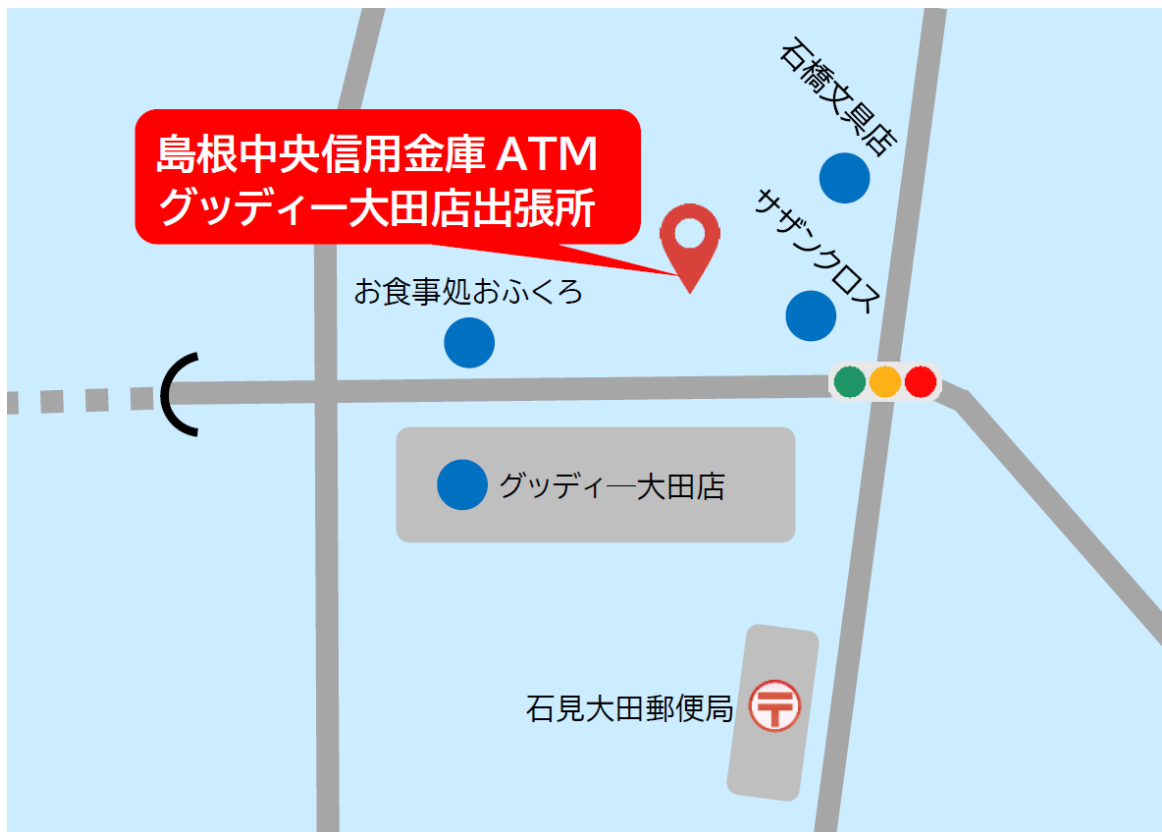 石橋文具店
島根中央信用金庫 ATM
グッディー大田店出張所
サザンクロス
お食事処おふくろ
グッディ―大田店
石見大田郵便局